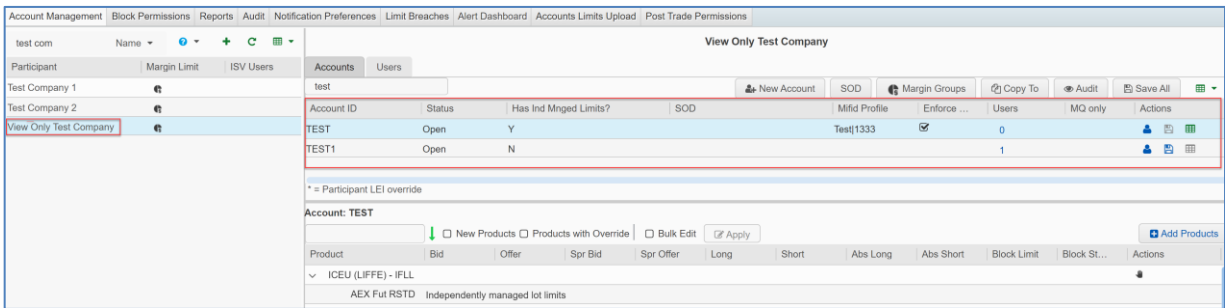 Account Management Block Permissions Reports Audit Notification Preferences Limit Breaches Alert Dashboard Accounts Limits Upload Post Trade Permissions
test com Name
View Only Test Company
Participant Margin Limit ISV Users
Accounts Users
Test Company 1
test New Account SOD Margin Groups Copy To Audit Save All
Test Company 2
Account ID Status Has Ind Mnged Limits? SOD Mifid Profile Enforce ... Users MQ only Actions
View Only Test Company
TEST Open Y Test|1333 0
TEST1 Open N 1
* = Participant LEI override
Account: TEST
New Products Products with Override Bulk Edit Apply Add Products
Product Bid Offer Spr Bid Spr Offer Long Short Abs Long Abs Short Block Limit Block St... Actions
ICEU (LIFFE) - IFLL
AEX Fut RSTD Independently managed lot limits